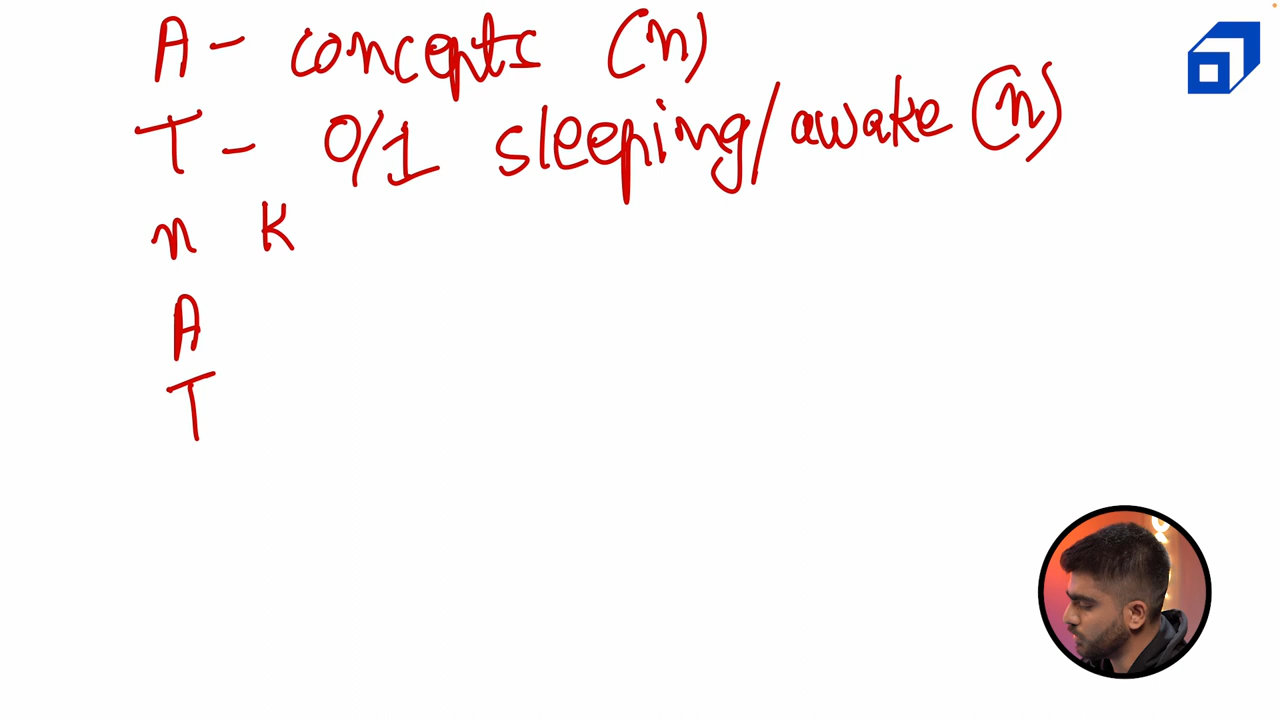 A - concepts (n)
T - 0/1 sleeping/awake (n)
n K
A
T